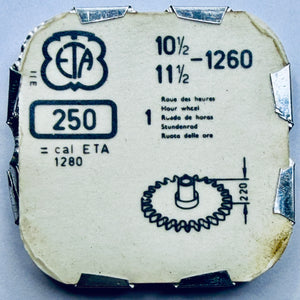 ETA
10½
11½ -1260
250
= cal ETA
1280
1
Roue des heures
Hour wheel
Rueda de horas
Stundenrad
Ruota delle ore
220